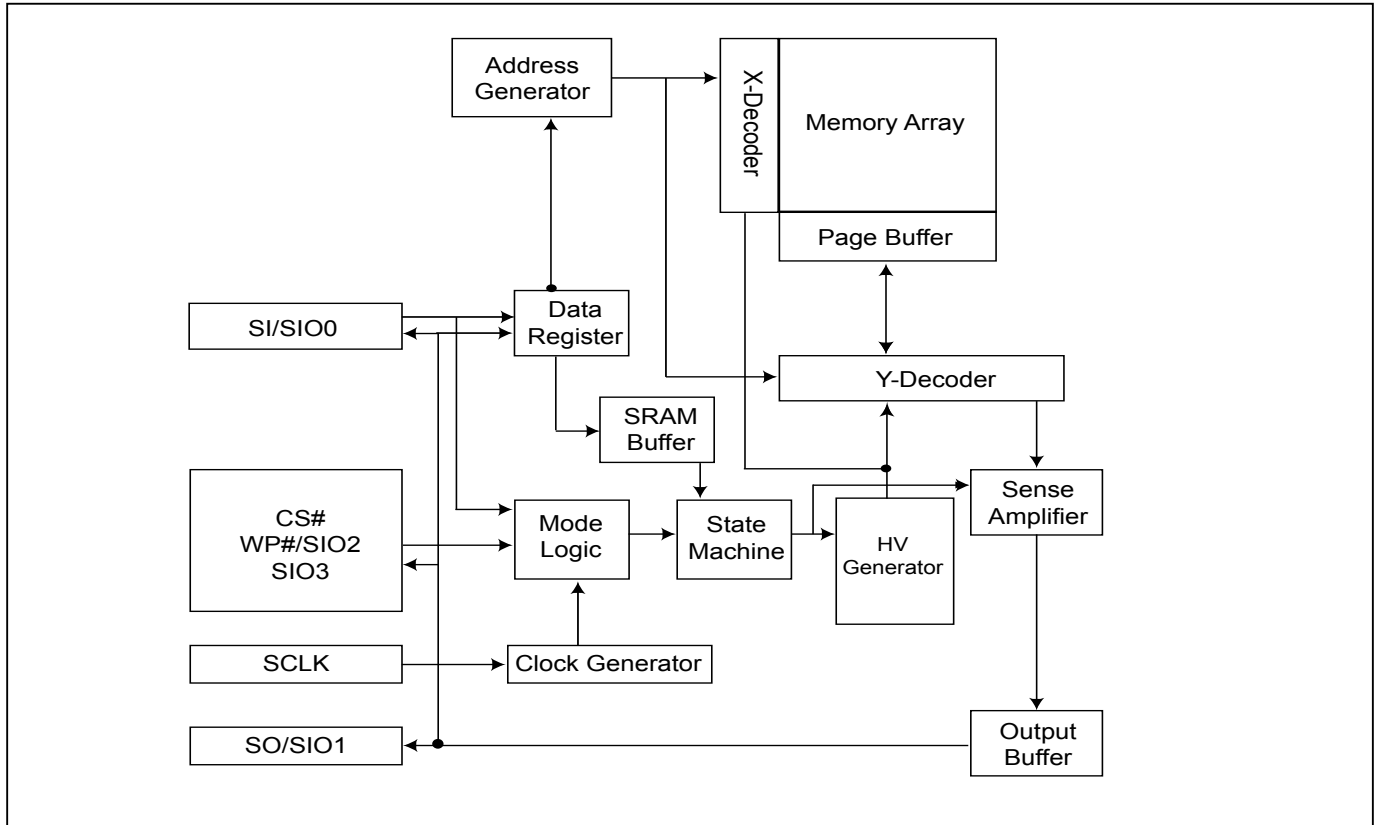 Address
Generator
X-Decoder
Memory Array
Page Buffer
SI/SIO0
Data
Register
Y-Decoder
SRAM
Buffer
CS#
WP#/SIO2
SIO3
Mode
Logic
State
Machine
HV
Generator
Sense
Amplifier
SCLK
Clock Generator
SO/SIO1
Output
Buffer